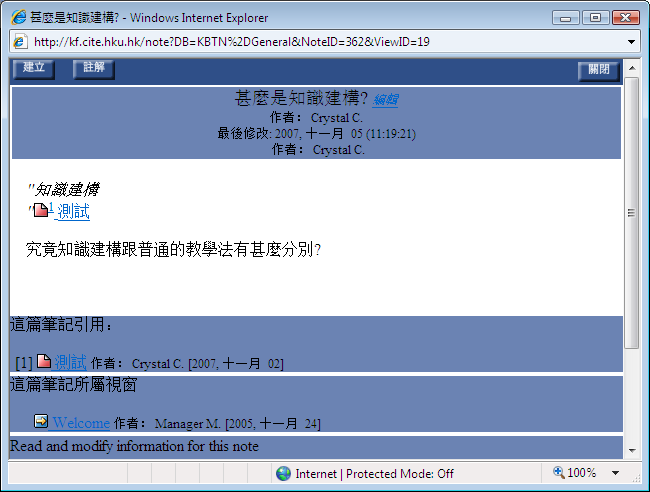 甚麼是知識建構? - Windows Internet Explorer
http://kf.cite.hku.hk/note?DB=KBTN%2DGeneral&NoteID=362&ViewID=19
建立 註解 關閉
甚麼是知識建構? 編輯
作者： Crystal C.
最後修改: 2007, 十一月 05 (11:19:21)
作者： Crystal C.
"知識建構
"1 測試
究竟知識建構跟普通的教學法有甚麼分別?
這篇筆記引用：
[1] 測試 作者： Crystal C. [2007, 十一月 02]
這篇筆記所屬視窗
Welcome 作者： Manager M. [2005, 十一月 24]
Read and modify information for this note
Internet | Protected Mode: Off 100%